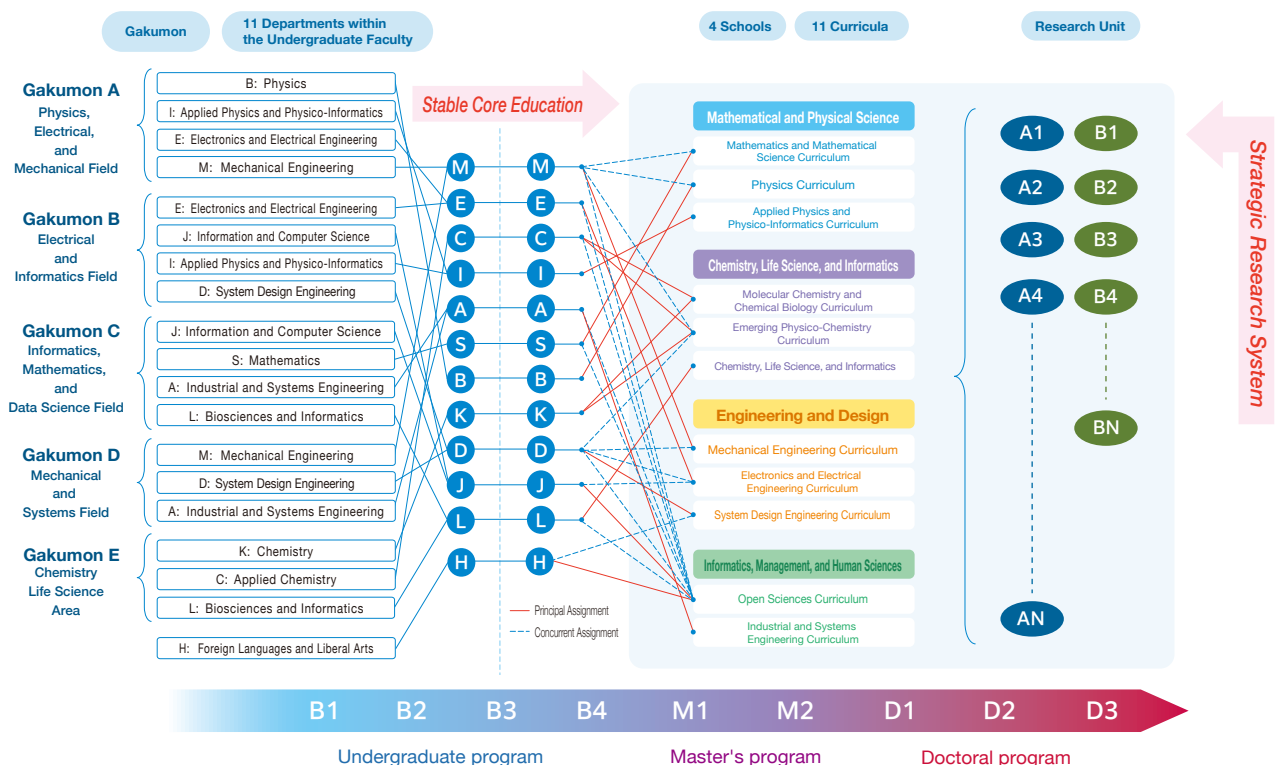 Gakumon
11 Departments within
the Undergraduate Faculty
4 Schools
11 Curricula
Research Unit
Gakumon A
Physics,
Electrical,
and
Mechanical Field
B: Physics
I: Applied Physics and Physico-Informatics
E: Electronics and Electrical Engineering
M: Mechanical Engineering
Gakumon B
Electrical
and
Informatics Field
E: Electronics and Electrical Engineering
J: Information and Computer Science
I: Applied Physics and Physico-Informatics
D: System Design Engineering
Gakumon C
Informatics,
Mathematics,
and
Data Science Field
J: Information and Computer Science
S: Mathematics
A: Industrial and Systems Engineering
L: Biosciences and Informatics
Gakumon D
Mechanical
and
Systems Field
M: Mechanical Engineering
D: System Design Engineering
A: Industrial and Systems Engineering
Gakumon E
Chemistry
Life Science
Area
K: Chemistry
C: Applied Chemistry
L: Biosciences and Informatics
H: Foreign Languages and Liberal Arts
Stable Core Education
M M
E E
C C
I I
A A
S S
B B
K K
D D
J J
L L
H H
Principal Assignment
Concurrent Assignment
Mathematical and Physical Science
Mathematics and Mathematical
Science Curriculum
Physics Curriculum
Applied Physics and
Physico-Informatics Curriculum
Chemistry, Life Science, and Informatics
Molecular Chemistry and
Chemical Biology Curriculum
Emerging Physico-Chemistry
Curriculum
Chemistry, Life Science, and Informatics
Engineering and Design
Mechanical Engineering Curriculum
Electronics and Electrical
Engineering Curriculum
System Design Engineering Curriculum
Informatics, Management, and Human Sciences
Open Sciences Curriculum
Industrial and Systems
Engineering Curriculum
A1 B1
A2 B2
A3 B3
A4 B4
BN
AN
Strategic Research System
B1 B2 B3 B4 M1 M2 D1 D2 D3
Undergraduate program
Master's program
Doctoral program